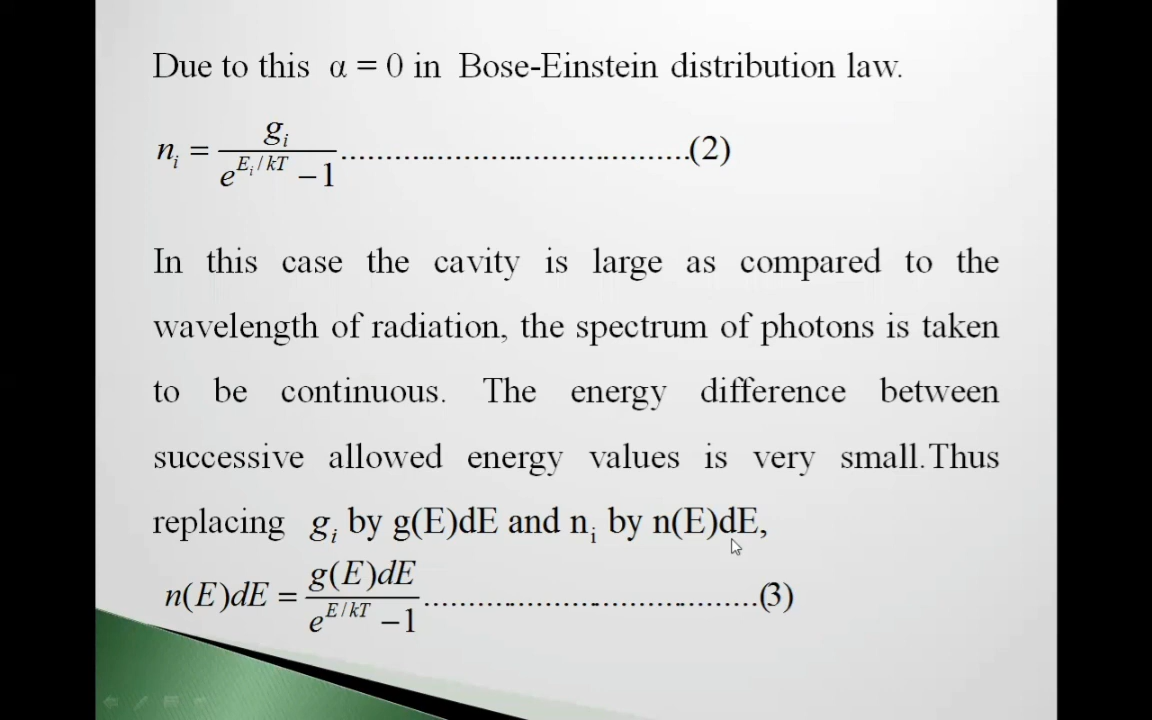 Due to this α = 0 in Bose-Einstein distribution law.
n_i = g_i / (e^{E_i / kT} − 1) ........................................(2)
In this case the cavity is large as compared to the
wavelength of radiation, the spectrum of photons is taken
to be continuous. The energy difference between
successive allowed energy values is very small.Thus
replacing g_i by g(E)dE and n_i by n(E)dE,
n(E)dE = g(E)dE / (e^{E / kT} − 1) ......................................(3)